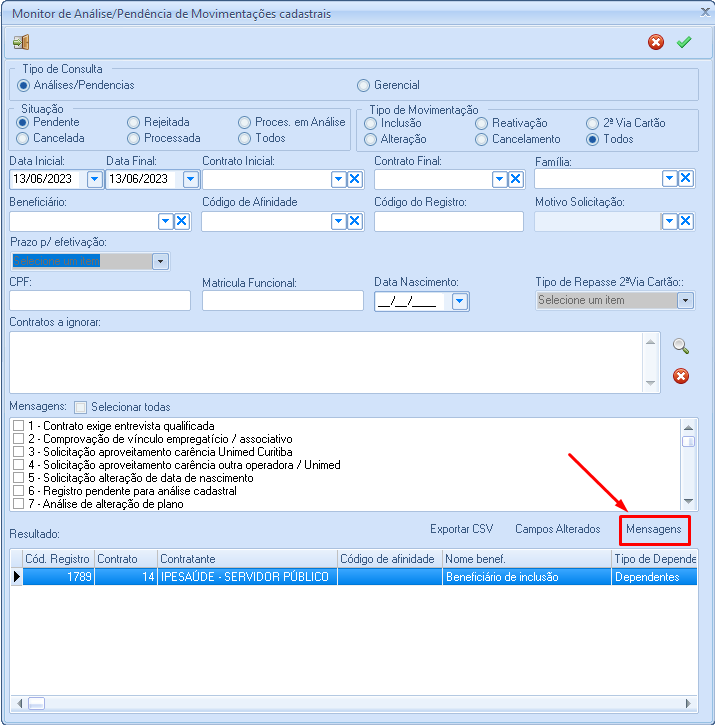 Monitor de Análise/Pendência de Movimentações cadastrais
Tipo de Consulta
Análises/Pendencias Gerencial
Situação
Pendente Rejeitada Proces. em Análise
Cancelada Processada Todos
Tipo de Movimentação
Inclusão Reativação 2ª Via Cartão
Alteração Cancelamento Todos
Data Inicial: Data Final: Contrato Inicial: Contrato Final: Família:
13/06/2023 13/06/2023
Beneficiário: Código de Afinidade Código do Registro: Motivo Solicitação:
Prazo p/ efetivação:
Selecione um item
CPF: Matricula Funcional: Data Nascimento: Tipo de Repasse 2ªVia Cartão::
__/__/____ Selecione um item
Contratos a ignorar:
Mensagens: Selecionar todas
1 - Contrato exige entrevista qualificada
2 - Comprovação de vínculo empregatício / associativo
3 - Solicitação aproveitamento carência Unimed Curitiba
4 - Solicitação aproveitamento carência outra operadora / Unimed
5 - Solicitação alteração de data de nascimento
6 - Registro pendente para análise cadastral
7 - Análise de alteração de plano
Exportar CSV Campos Alterados Mensagens
Resultado:
Cód. Registro Contrato Contratante Código de afinidade Nome benef. Tipo de Depende
1789 14 IPESAÚDE - SERVIDOR PÚBLICO Beneficiário de inclusão Dependentes